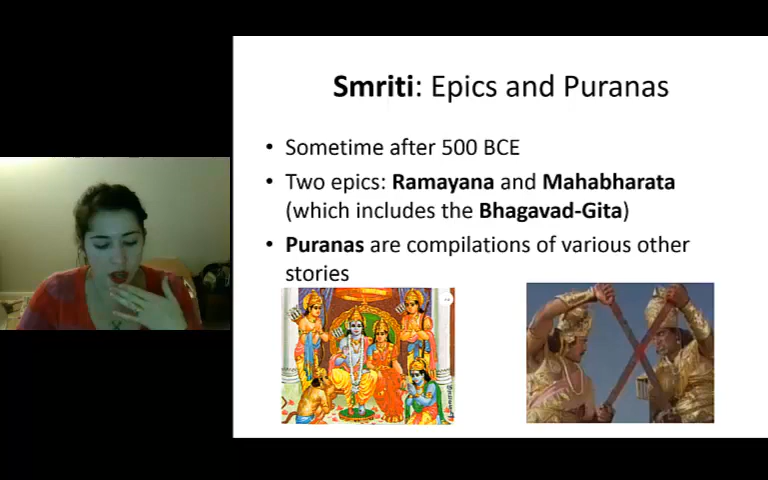 Smriti: Epics and Puranas
• Sometime after 500 BCE
• Two epics: Ramayana and Mahabharata
(which includes the Bhagavad-Gita)
• Puranas are compilations of various other
stories